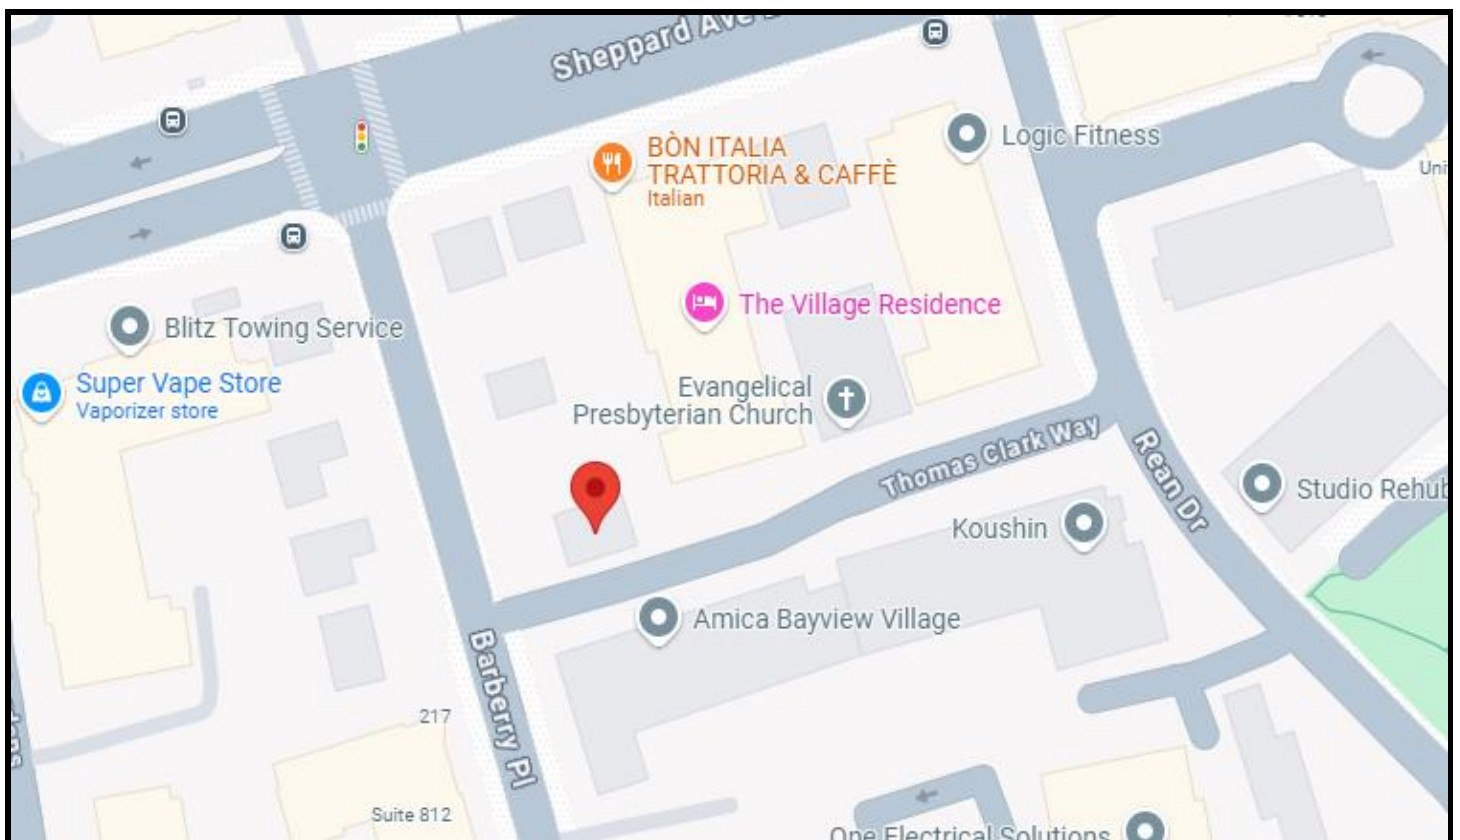 Sheppard Ave
BÒN ITALIA
TRATTORIA & CAFFÈ
Italian
Logic Fitness
The Village Residence
Blitz Towing Service
Super Vape Store
Vaporizer store
Evangelical
Presbyterian Church
Thomas Clark Way
Rean Dr
Studio Rehub
Koushin
Amica Bayview Village
Barberry Pl
217
Suite 812
One Electrical Solutions